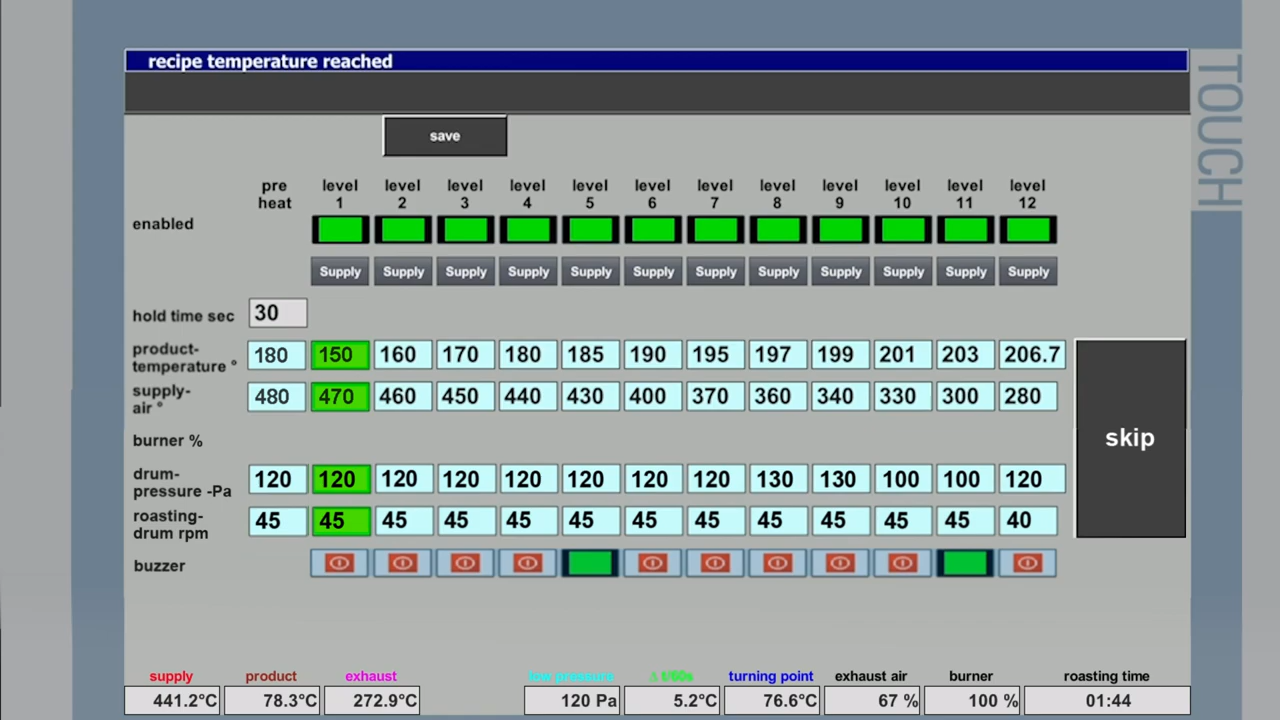 recipe temperature reached
TOUCH
save
pre heat level 1 level 2 level 3 level 4 level 5 level 6 level 7 level 8 level 9 level 10 level 11 level 12
enabled
Supply Supply Supply Supply Supply Supply Supply Supply Supply Supply Supply Supply
hold time sec 30
product-temperature ° 180 150 160 170 180 185 190 195 197 199 201 203 206.7
supply-air ° 480 470 460 450 440 430 400 370 360 340 330 300 280
skip
burner %
drum-pressure -Pa 120 120 120 120 120 120 120 120 130 130 100 100 120
roasting-drum rpm 45 45 45 45 45 45 45 45 45 45 45 45 40
buzzer
supply product exhaust low pressure Δ t/60s turning point exhaust air burner roasting time
441.2°C 78.3°C 272.9°C 120 Pa 5.2°C 76.6°C 67 % 100 % 01:44